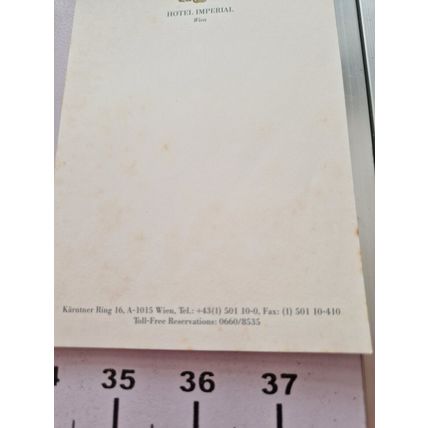 HOTEL IMPERIAL
Wien
Kärntner Ring 16, A-1015 Wien, Tel.: +43(1) 501 10-0, Fax: (1) 501 10-410
Toll-Free Reservations: 0660/8535
35 36 37